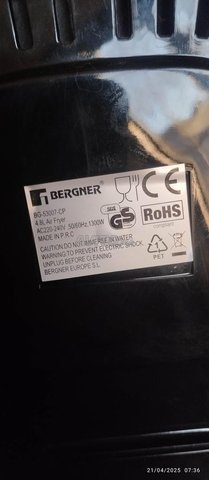 BERGNER
BG-53007-CP
4.8L Air Fryer
AC220-240V, 50/60Hz, 1300W
MADE IN P.R.C
CE
SGS
GS
RoHS
compliant
CAUTION DO NOT IMMERSE IN WATER
WARNING TO PREVENT ELECTRIC SHOCK
UNPLUG BEFORE CLEANING
BERGNER EUROPE S.L
1
PET
21/04/2025 07:36